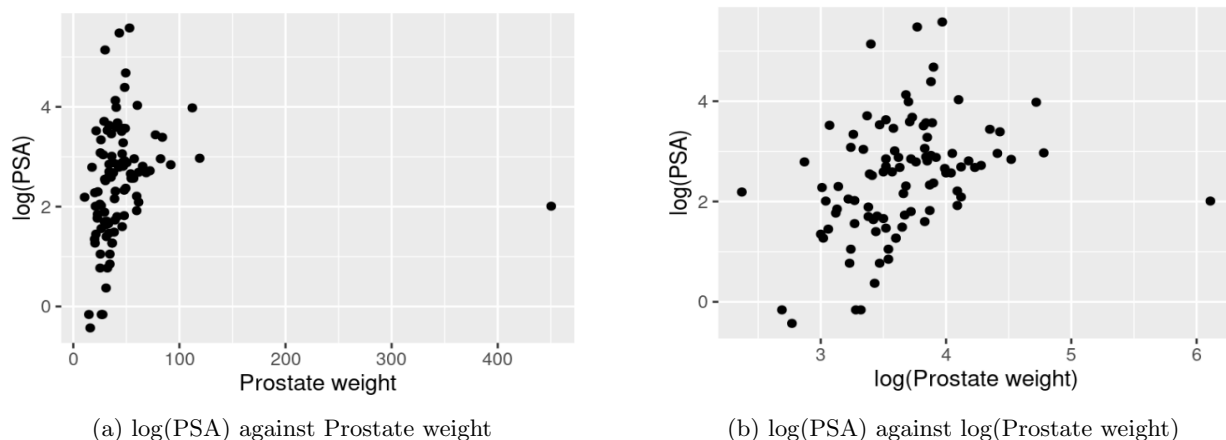 log(PSA)
4
2
0
0
100
200
300
400
Prostate weight
(a) log(PSA) against Prostate weight
log(PSA)
4
2
0
3
4
5
6
log(Prostate weight)
(b) log(PSA) against log(Prostate weight)